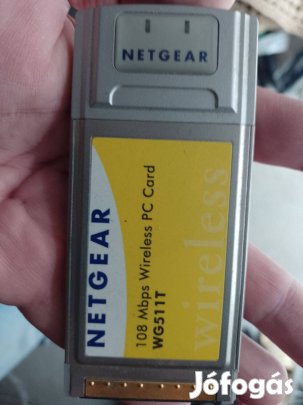 NETGEAR
NETGEAR
108 Mbps Wireless PC Card
WG511T
wireless
Jófogás